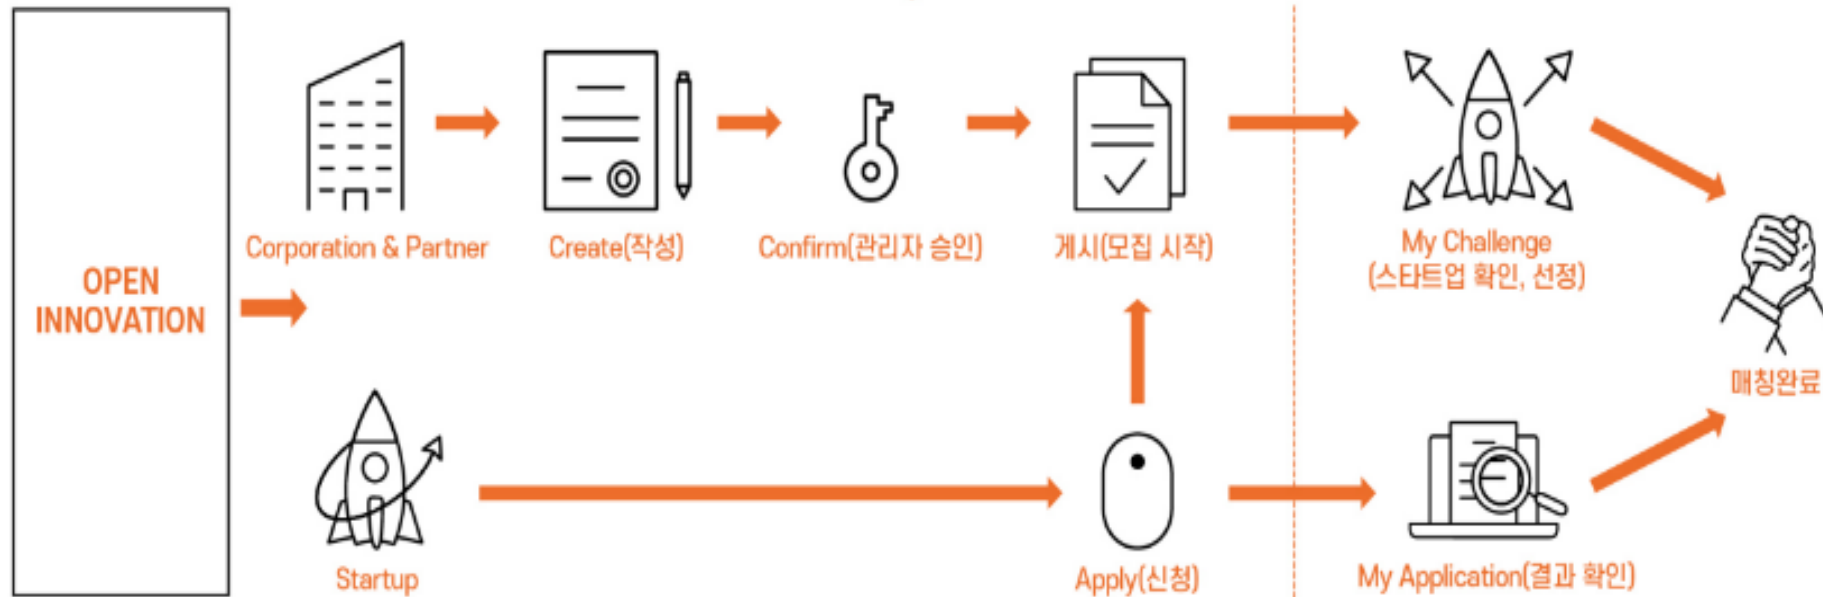 OPEN
INNOVATION
Corporation & Partner
Create(작성)
Confirm(관리자 승인)
게시(모집 시작)
My Challenge
(스타트업 확인, 선정)
매칭완료
Startup
Apply(신청)
My Application(결과 확인)